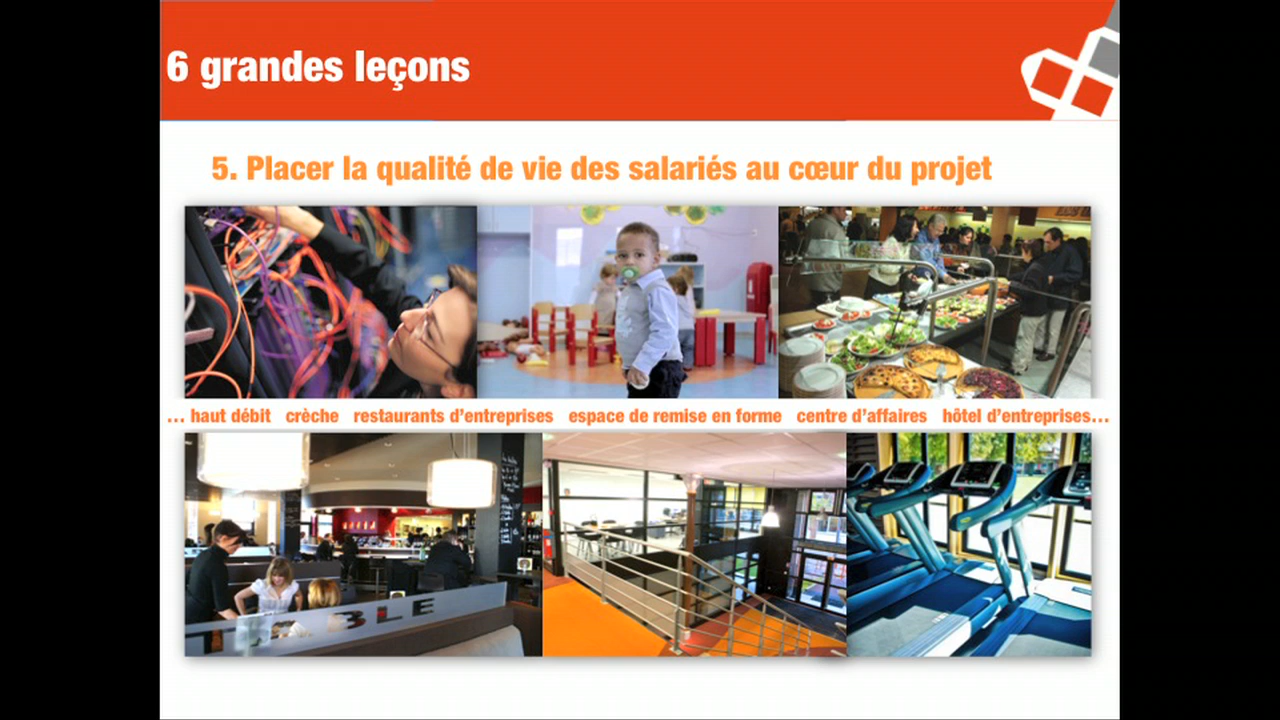 6 grandes leçons
5. Placer la qualité de vie des salariés au cœur du projet
... haut débit crèche restaurants d'entreprises espace de remise en forme centre d'affaires hôtel d'entreprises...
BLE